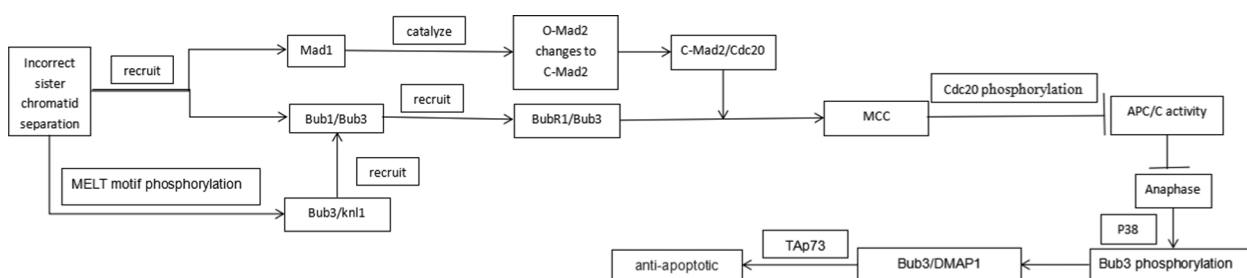 Incorrect
sister
chromatid
separation
recruit
Mad1
catalyze
O-Mad2
changes to
C-Mad2
C-Mad2/Cdc20
Bub1/Bub3
recruit
BubR1/Bub3
MCC
Cdc20 phosphorylation
APC/C activity
MELT motif phosphorylation
recruit
Bub3/knl1
Anaphase
P38
Bub3 phosphorylation
Bub3/DMAP1
TAp73
anti-apoptotic